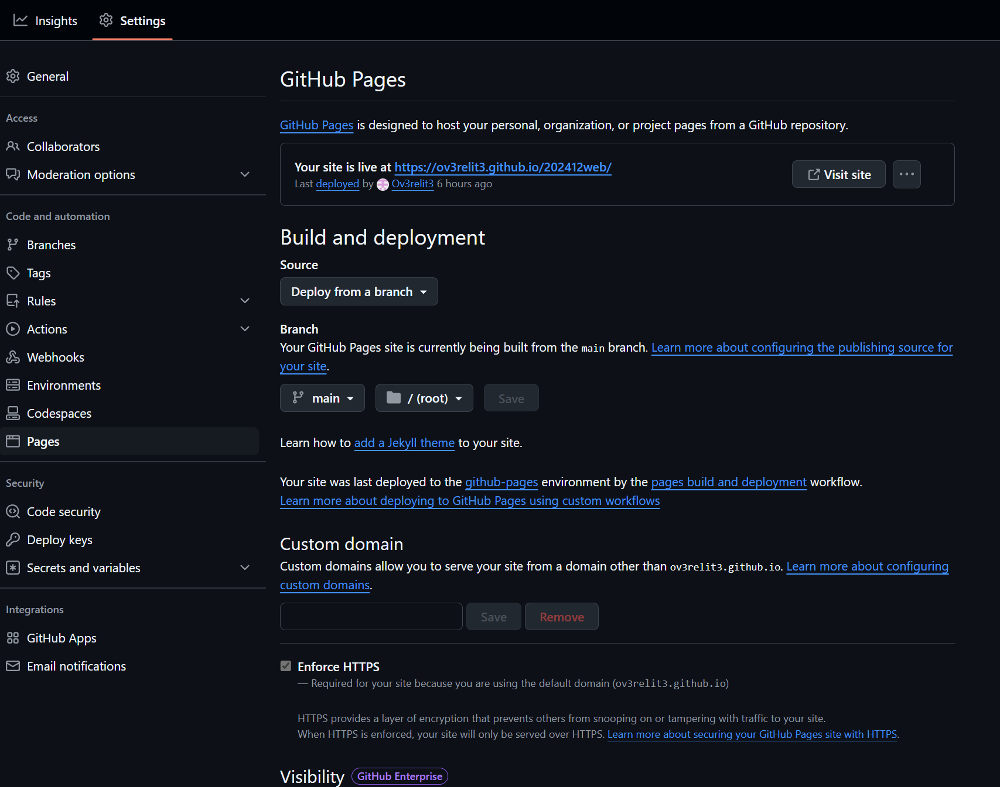 Insights
Settings
General
Access
Collaborators
Moderation options
Code and automation
Branches
Tags
Rules
Actions
Webhooks
Environments
Codespaces
Pages
Security
Code security
Deploy keys
Secrets and variables
Integrations
GitHub Apps
Email notifications
GitHub Pages
GitHub Pages is designed to host your personal, organization, or project pages from a GitHub repository.
Your site is live at https://ov3relit3.github.io/202412web/
Last deployed by Ov3relit3 6 hours ago
Visit site
Build and deployment
Source
Deploy from a branch
Branch
Your GitHub Pages site is currently being built from the main branch. Learn more about configuring the publishing source for
your site.
main
/ (root)
Save
Learn how to add a Jekyll theme to your site.
Your site was last deployed to the github-pages environment by the pages build and deployment workflow.
Learn more about deploying to GitHub Pages using custom workflows
Custom domain
Custom domains allow you to serve your site from a domain other than ov3relit3.github.io. Learn more about configuring
custom domains.
Save
Remove
Enforce HTTPS
— Required for your site because you are using the default domain (ov3relit3.github.io)
HTTPS provides a layer of encryption that prevents others from snooping on or tampering with traffic to your site.
When HTTPS is enforced, your site will only be served over HTTPS. Learn more about securing your GitHub Pages site with HTTPS.
Visibility
GitHub Enterprise